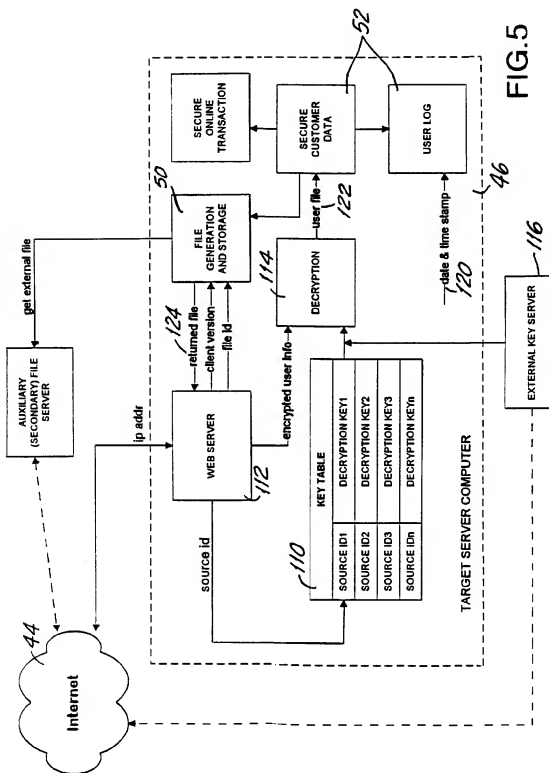 44
Internet
AUXILIARY
(SECONDARY) FILE
SERVER
get external file
ip addr
50
FILE
GENERATION
AND STORAGE
SECURE
ONLINE
TRANSACTION
WEB SERVER
112
124
returned file
client version
file id
source id
encrypted user info
114
DECRYPTION
user file
122
SECURE
CUSTOMER
DATA
52
110
KEY TABLE
SOURCE ID1 DECRYPTION KEY1
SOURCE ID2 DECRYPTION KEY2
SOURCE ID3 DECRYPTION KEY3
SOURCE IDn DECRYPTION KEYn
USER LOG
date & time stamp
120
46
TARGET SERVER COMPUTER
EXTERNAL KEY SERVER
116
FIG.5